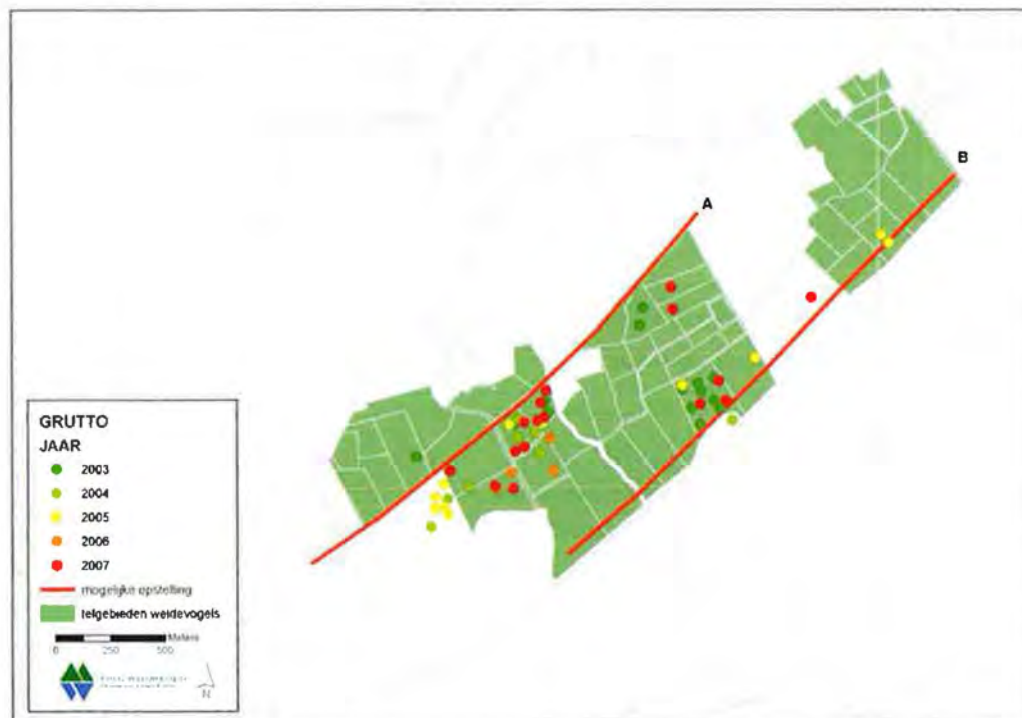 A
B
GRUTTO
JAAR
2003
2004
2005
2006
2007
mogelijke opstelling
telgebieden weidevogels
Meters
0 250 500
N